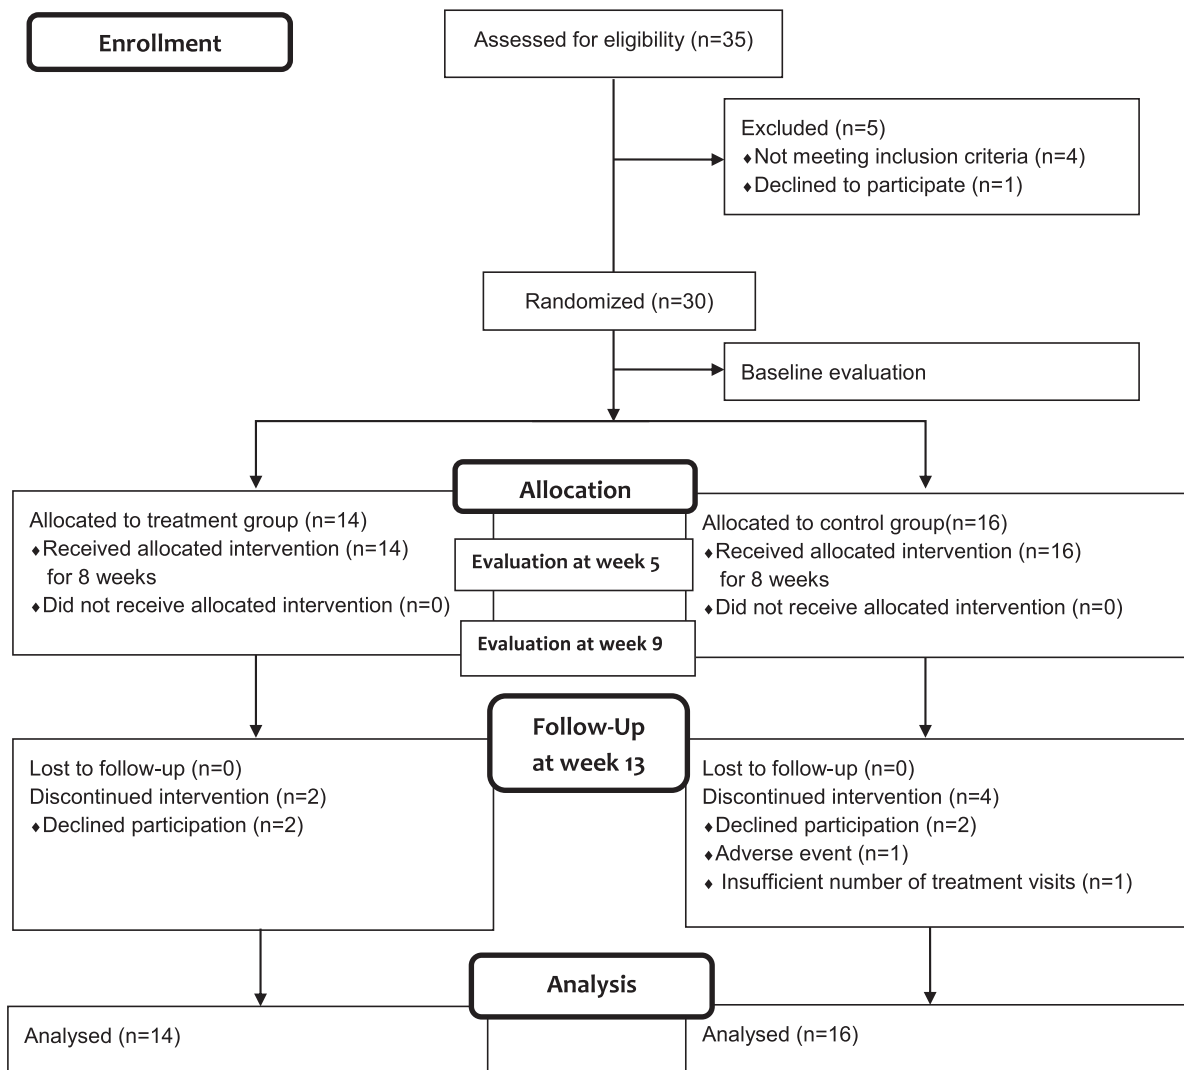 Enrollment
Assessed for eligibility (n=35)
Excluded (n=5)
♦Not meeting inclusion criteria (n=4)
♦Declined to participate (n=1)
Randomized (n=30)
Baseline evaluation
Allocation
Allocated to treatment group (n=14)
♦Received allocated intervention (n=14)
for 8 weeks
♦Did not receive allocated intervention (n=0)
Evaluation at week 5
Evaluation at week 9
Allocated to control group(n=16)
♦Received allocated intervention (n=16)
for 8 weeks
♦Did not receive allocated intervention (n=0)
Follow-Up
at week 13
Lost to follow-up (n=0)
Discontinued intervention (n=2)
♦Declined participation (n=2)
Lost to follow-up (n=0)
Discontinued intervention (n=4)
♦Declined participation (n=2)
♦Adverse event (n=1)
♦ Insufficient number of treatment visits (n=1)
Analysis
Analysed (n=14)
Analysed (n=16)